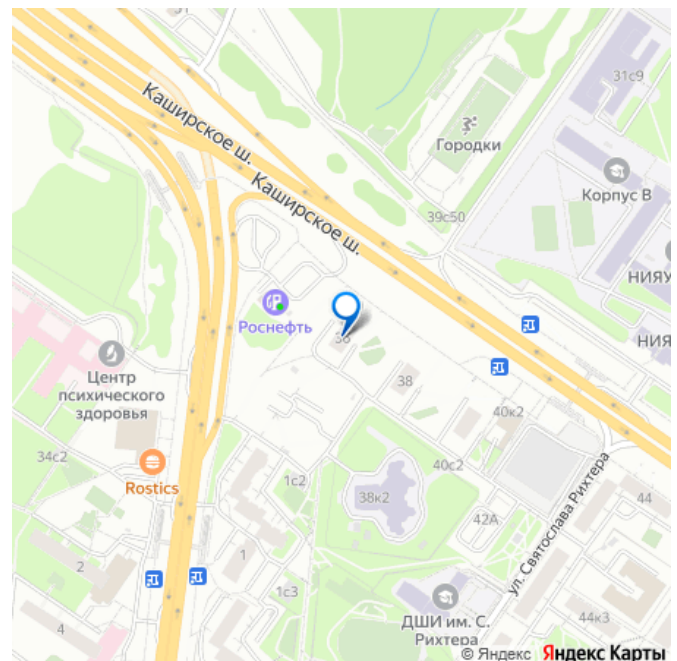 Каширское ш.
Каширское ш.
31с9
Городки
Корпус В
39с50
НИЯУ
НИЯ
Роснефть
36
38
Центр
психического
здоровья
34с2
Rostics
40к2
40с2
1с2
38к2
42А
ул. Святослава Рихтера
44
2
1
1с3
4
ДШИ им. С.
Рихтера
44к3
© Яндекс Яндекс Карты